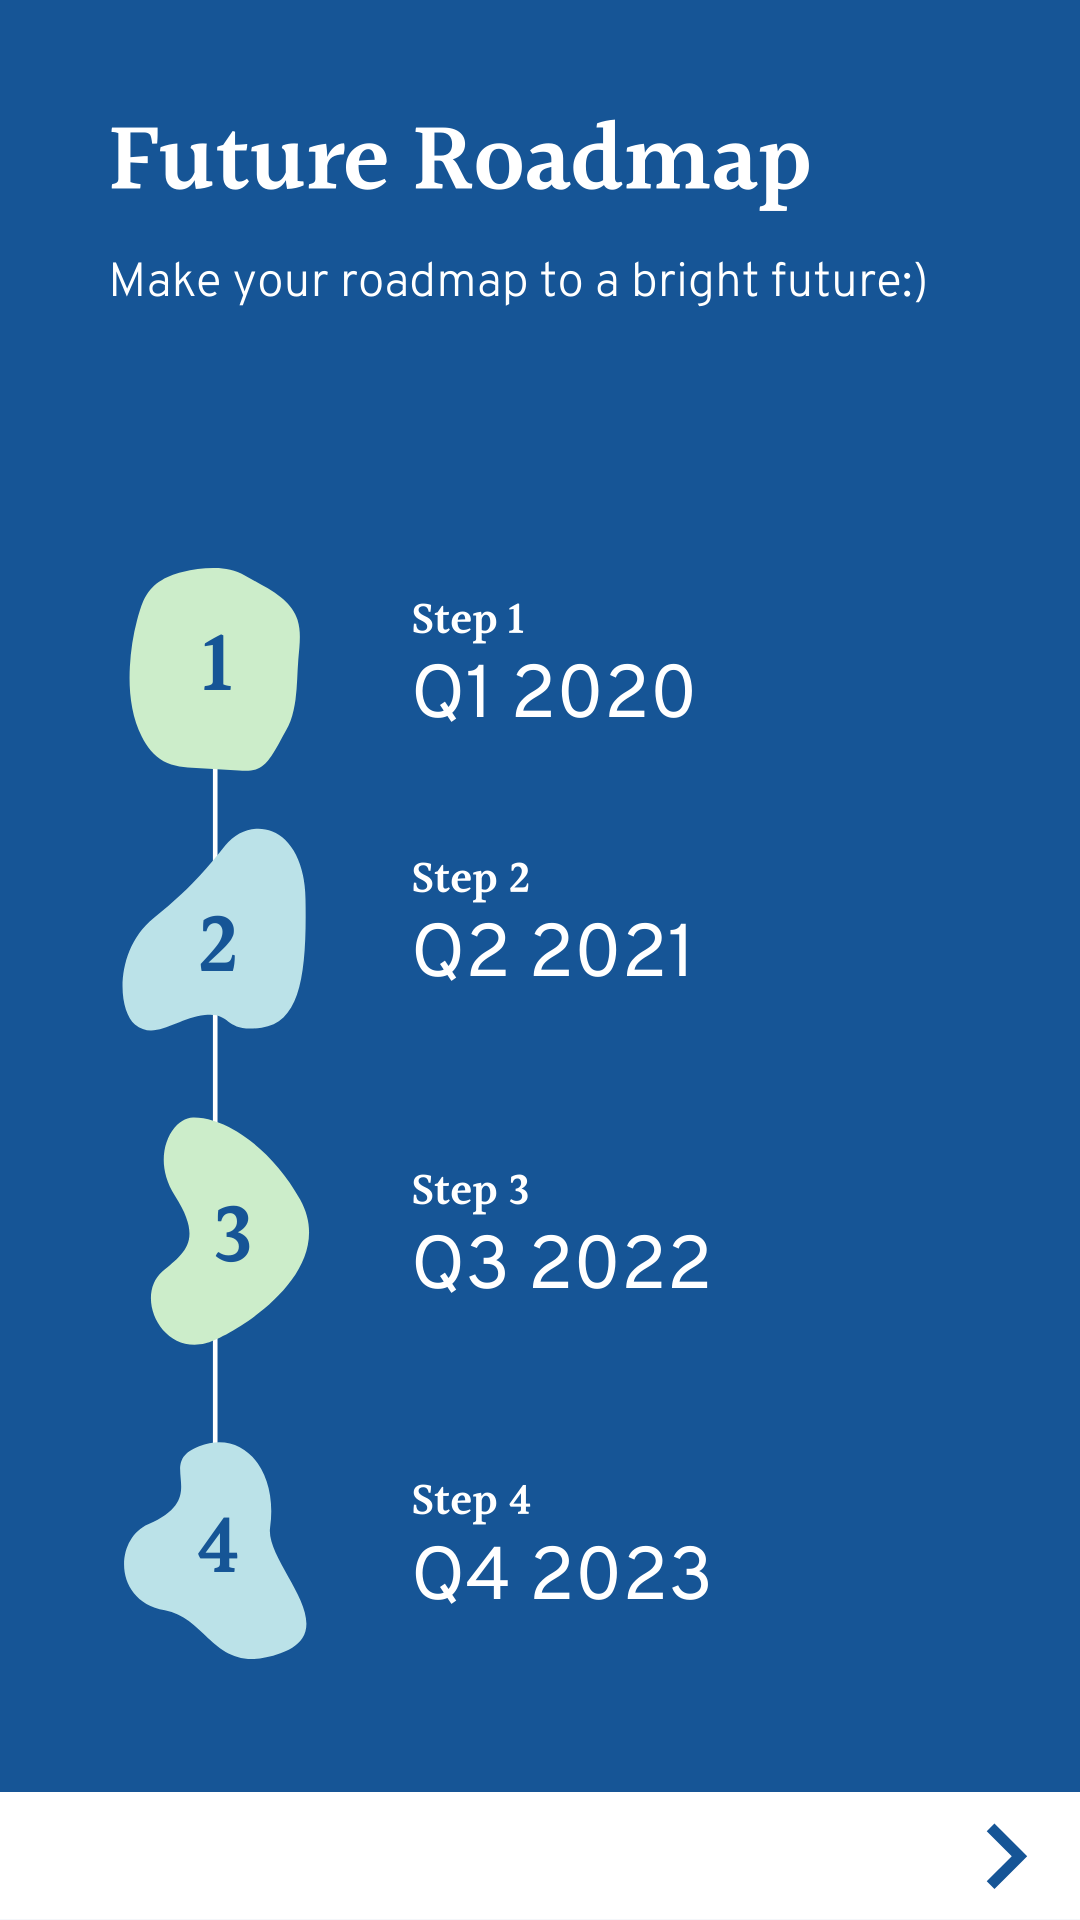 Future Roadmap
Make your roadmap to a bright future:)
1
Step 1
Q1 2020
2
Step 2
Q2 2021
3
Step 3
Q3 2022
4
Step 4
Q4 2023